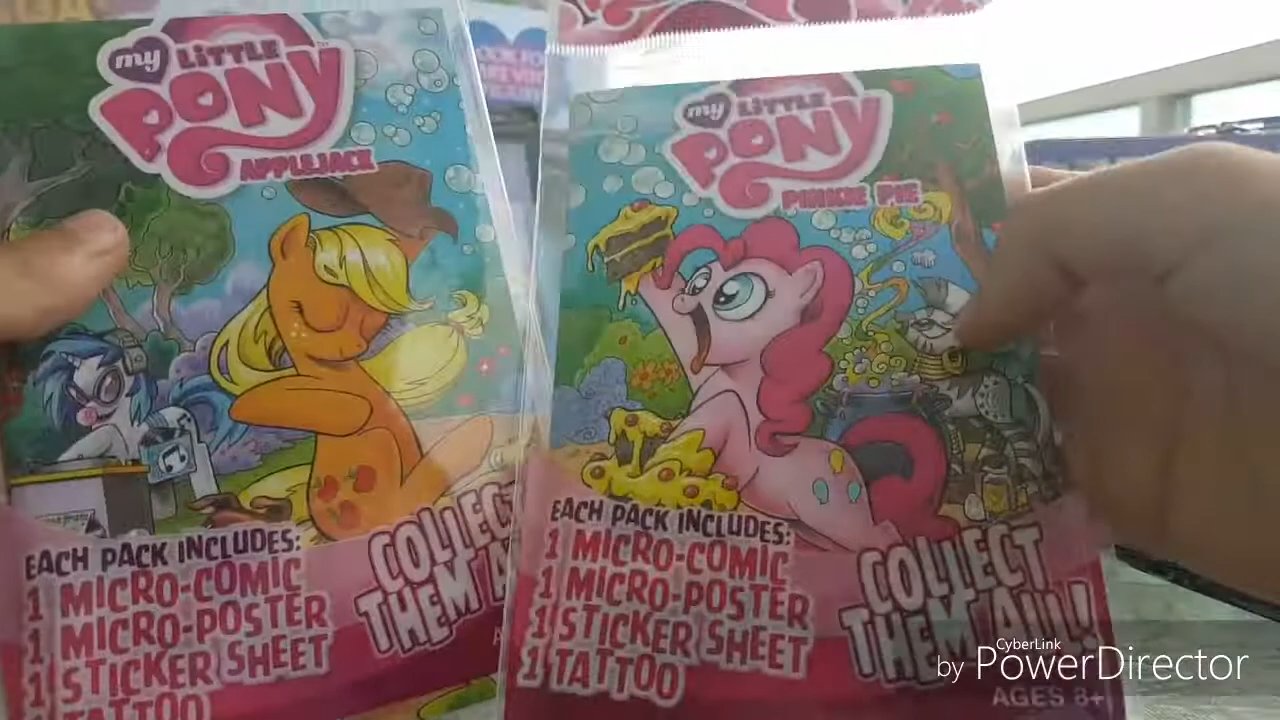 my LITTLE
PONY
APPLEJACK
EACH PACK INCLUDES:
1 MICRO-COMIC
1 MICRO-POSTER
1 STICKER SHEET
1 TATTOO
COLLECT
THEM A
my LITTLE
PONY
PINKIE PIE
EACH PACK INCLUDES:
1 MICRO-COMIC
1 MICRO-POSTER
1 STICKER SHEET
1 TATTOO
COLLECT
THEM ALL!
AGES 8+
CyberLink
by PowerDirector